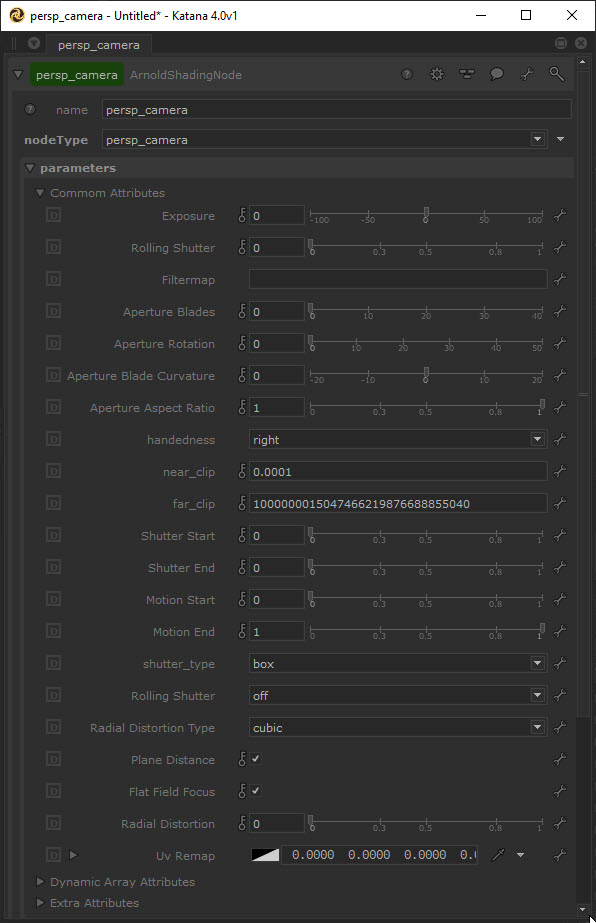 persp_camera - Untitled* - Katana 4.0v1
persp_camera
persp_camera ArnoldShadingNode
name persp_camera
nodeType persp_camera
parameters
Commom Attributes
D Exposure 0 -100 -50 0 50 100
D Rolling Shutter 0 0 0.3 0.5 0.8 1
D Filtermap
D Aperture Blades 0 0 10 20 30 40
D Aperture Rotation 0 0 10 20 30 40 50
D Aperture Blade Curvature 0 -20 -10 0 10 20
D Aperture Aspect Ratio 1 0 0.3 0.5 0.8 1
D handedness right
D near_clip 0.0001
D far_clip 1000000015047466219876688855040
D Shutter Start 0 0 0.3 0.5 0.8 1
D Shutter End 0 0 0.3 0.5 0.8 1
D Motion Start 0 0 0.3 0.5 0.8 1
D Motion End 1 0 0.3 0.5 0.8 1
D shutter_type box
D Rolling Shutter off
D Radial Distortion Type cubic
D Plane Distance
D Flat Field Focus
D Radial Distortion 0 0 0.3 0.5 0.8 1
D Uv Remap 0.0000 0.0000 0.0000 0.(
Dynamic Array Attributes
Extra Attributes